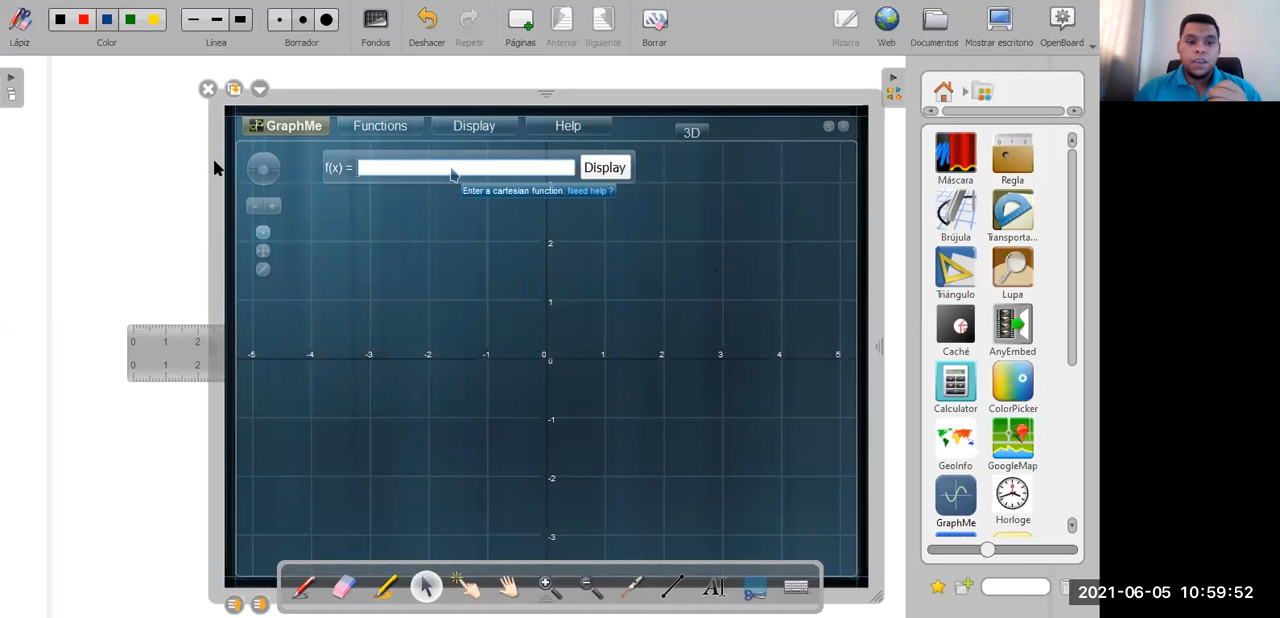 Lápiz
Color
Línea
Borrador
Fondos
Deshacer
Repetir
Páginas
Anterior
Siguiente
Borrar
Pizarra
Web
Documentos
Mostrar escritorio
OpenBoard
GraphMe
Functions
Display
Help
3D
f(x) =
Display
Enter a cartesian function. Need help ?
2
1
-5 -4 -3 -2 -1 0 1 2 3 4 5
0
-1
-2
-3
0 1 2
0 1 2
Máscara
Regla
Brújula
Transporta...
Triángulo
Lupa
Caché
AnyEmbed
Calculator
ColorPicker
GeoInfo
GoogleMap
GraphMe
Horloge
AI
2021-06-05 10:59:52